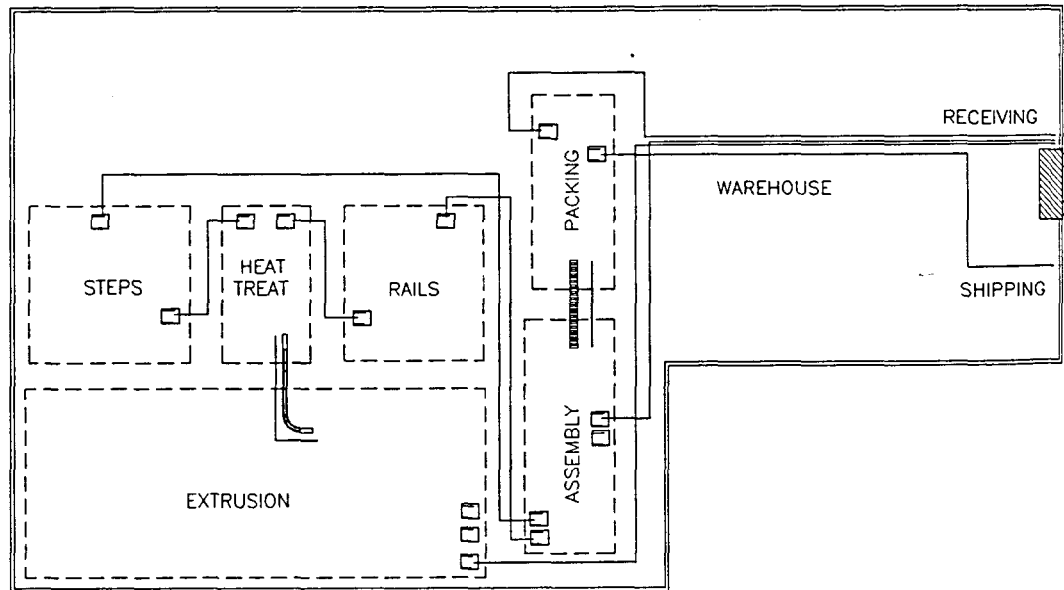 RECEIVING
PACKING
WAREHOUSE
STEPS
HEAT
TREAT
RAILS
SHIPPING
ASSEMBLY
EXTRUSION